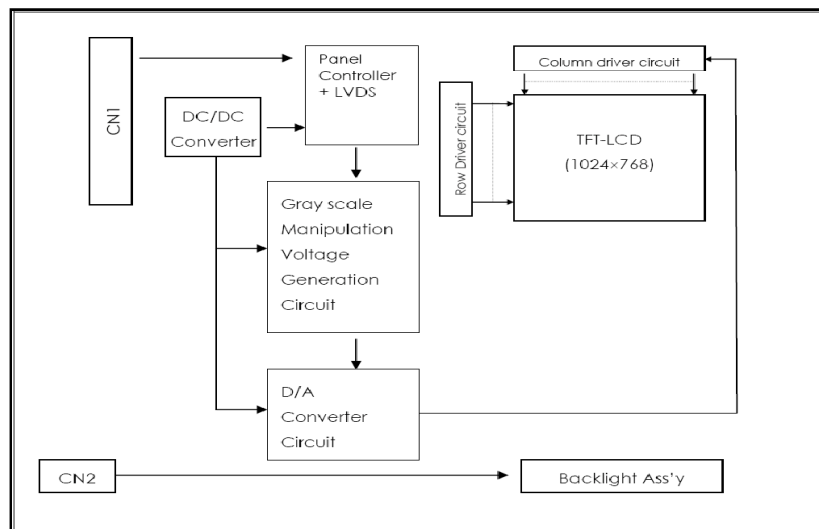 CN1
Panel
Controller
+ LVDS
DC/DC
Converter
Gray scale
Manipulation
Voltage
Generation
Circuit
D/A
Converter
Circuit
Column driver circuit
Row Driver circuit
TFT-LCD
(1024×768)
CN2
Backlight Ass'y